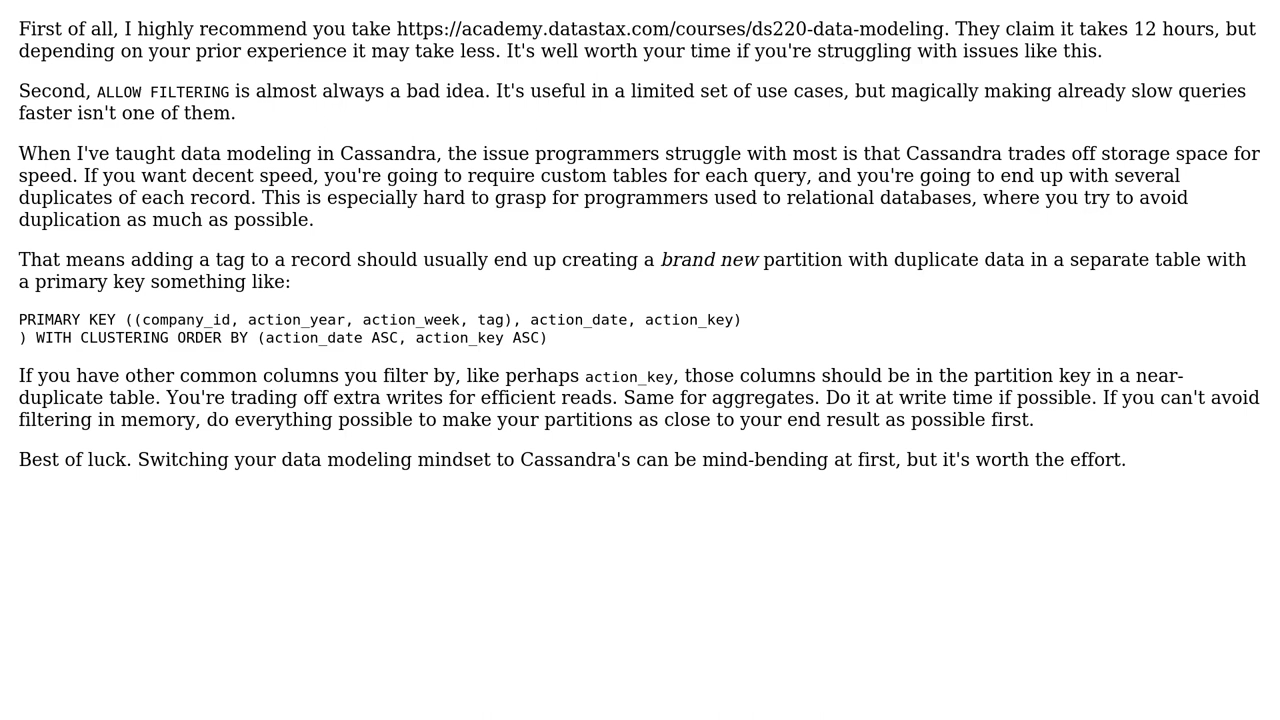 First of all, I highly recommend you take https://academy.datastax.com/courses/ds220-data-modeling. They claim it takes 12 hours, but
depending on your prior experience it may take less. It's well worth your time if you're struggling with issues like this.
Second, ALLOW FILTERING is almost always a bad idea. It's useful in a limited set of use cases, but magically making already slow queries
faster isn't one of them.
When I've taught data modeling in Cassandra, the issue programmers struggle with most is that Cassandra trades off storage space for
speed. If you want decent speed, you're going to require custom tables for each query, and you're going to end up with several
duplicates of each record. This is especially hard to grasp for programmers used to relational databases, where you try to avoid
duplication as much as possible.
That means adding a tag to a record should usually end up creating a brand new partition with duplicate data in a separate table with
a primary key something like:
PRIMARY KEY ((company_id, action_year, action_week, tag), action_date, action_key)
) WITH CLUSTERING ORDER BY (action_date ASC, action_key ASC)
If you have other common columns you filter by, like perhaps action_key, those columns should be in the partition key in a near-
duplicate table. You're trading off extra writes for efficient reads. Same for aggregates. Do it at write time if possible. If you can't avoid
filtering in memory, do everything possible to make your partitions as close to your end result as possible first.
Best of luck. Switching your data modeling mindset to Cassandra's can be mind-bending at first, but it's worth the effort.